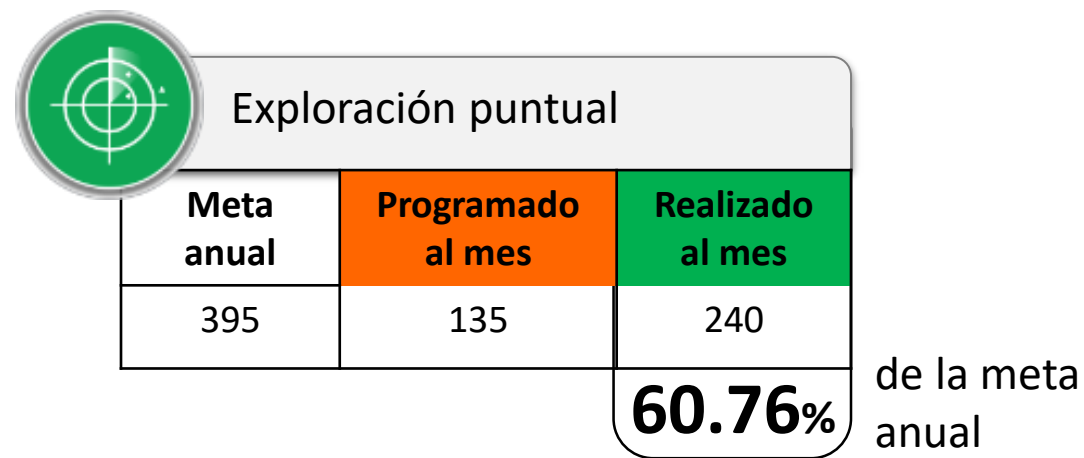 Exploración puntual
Meta anual
Programado al mes
Realizado al mes
395
135
240
60.76%
de la meta
anual